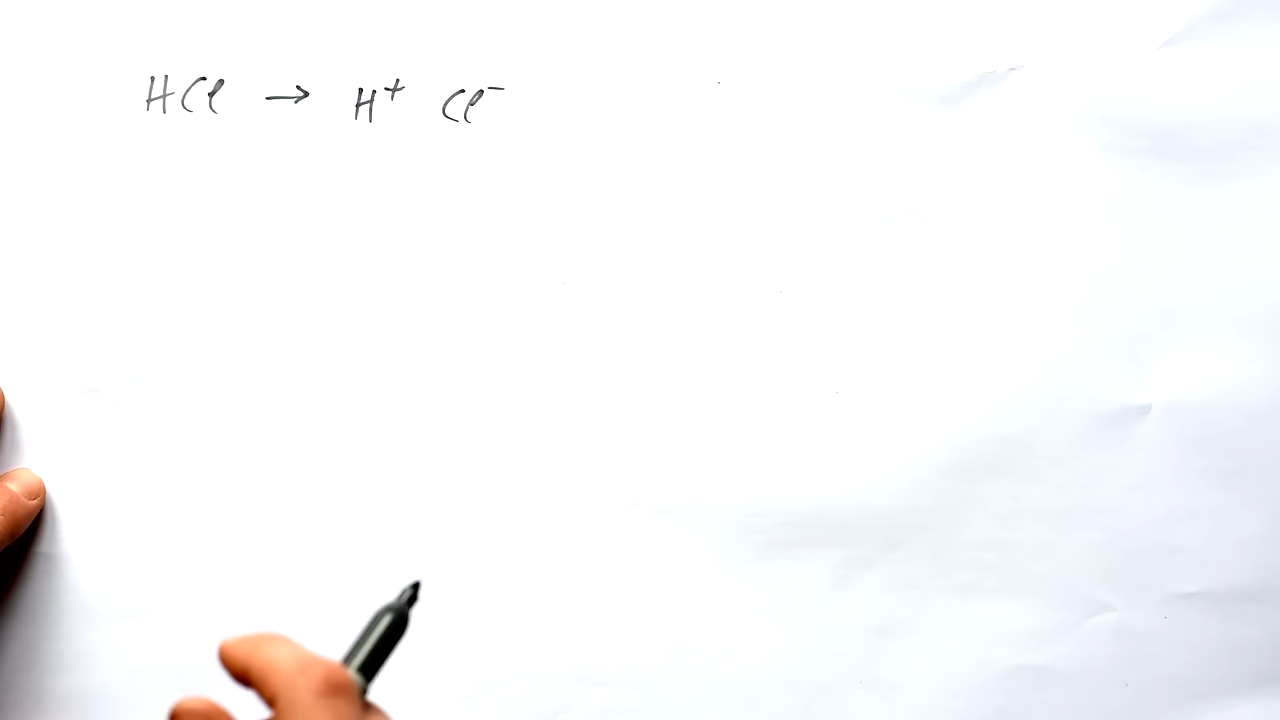 HCl → H⁺ Cl⁻